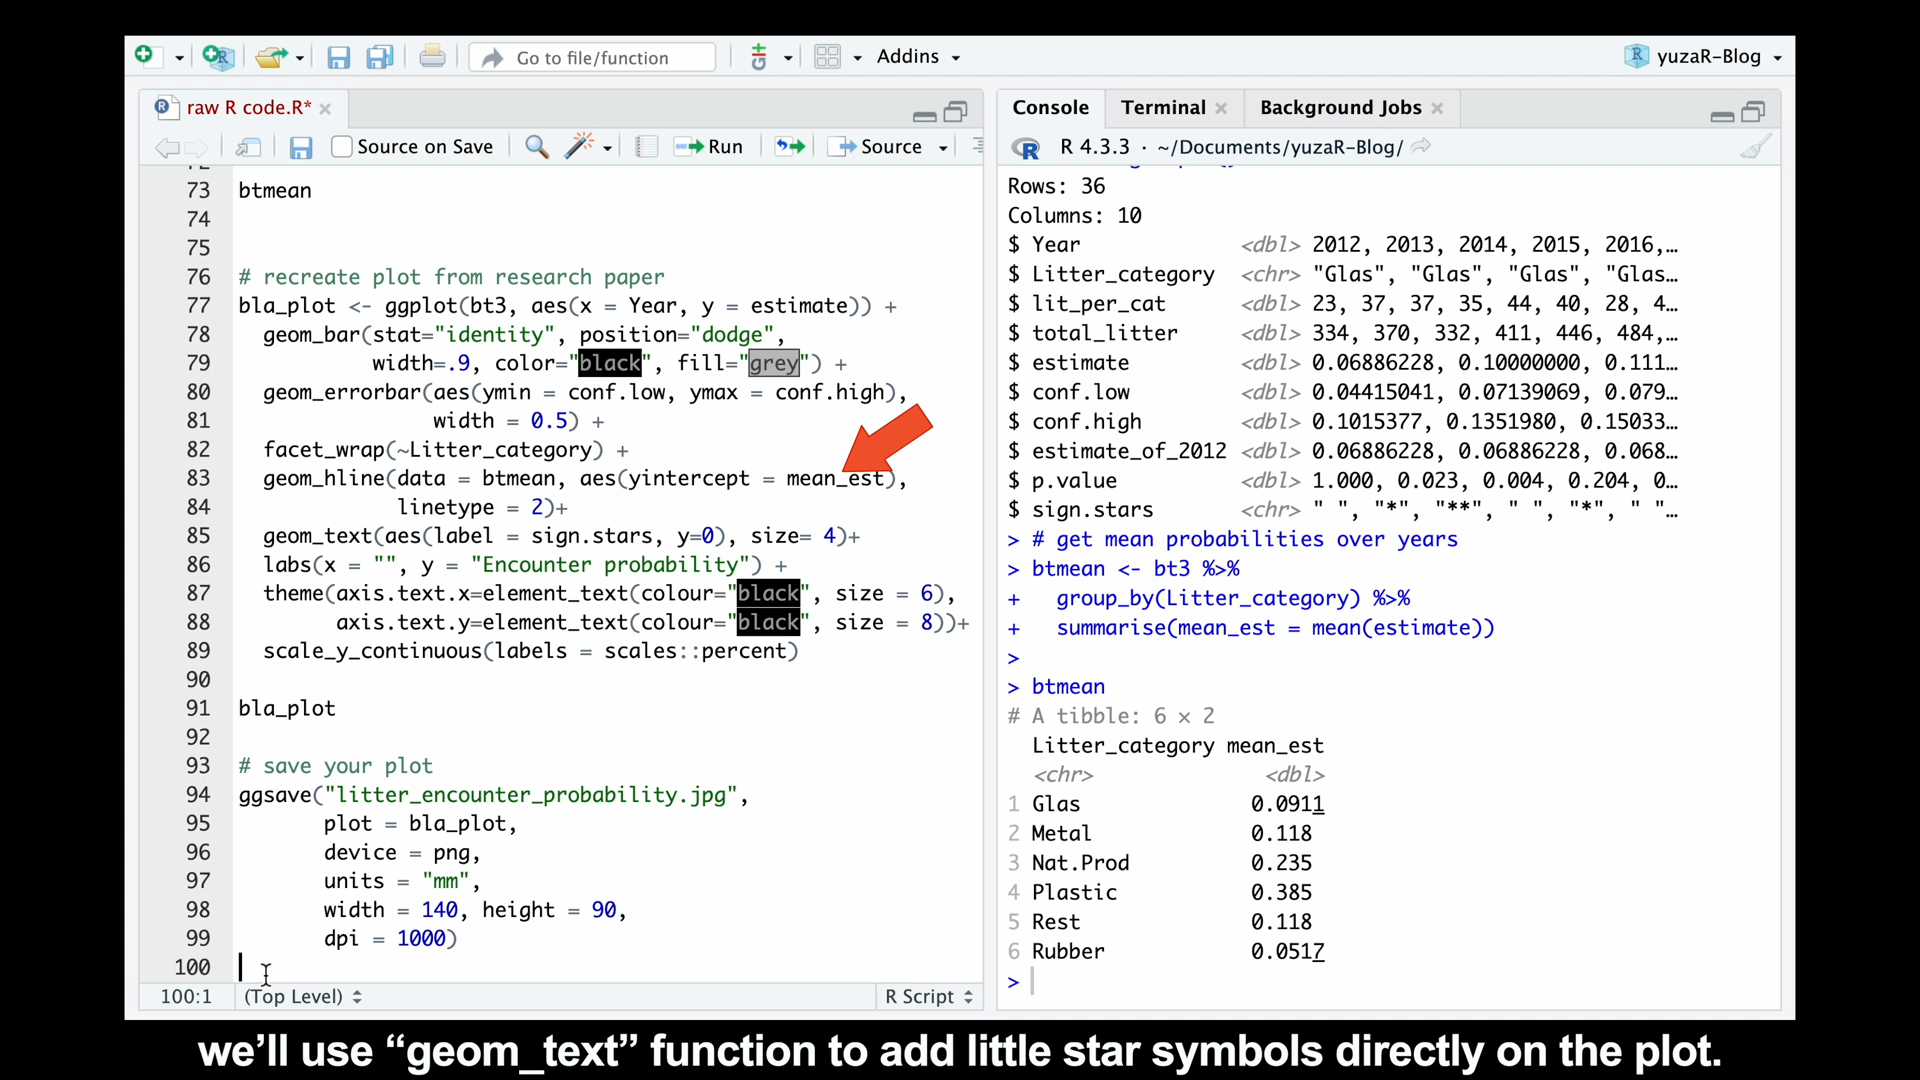 Go to file/function
Addins
yuzaR-Blog
raw R code.R*
Source on Save
Run
Source
73 btmean
74
75
76 # recreate plot from research paper
77 bla_plot <- ggplot(bt3, aes(x = Year, y = estimate)) +
78 geom_bar(stat="identity", position="dodge",
79 width=.9, color="black", fill="grey") +
80 geom_errorbar(aes(ymin = conf.low, ymax = conf.high),
81 width = 0.5) +
82 facet_wrap(~Litter_category) +
83 geom_hline(data = btmean, aes(yintercept = mean_est),
84 linetype = 2)+
85 geom_text(aes(label = sign.stars, y=0), size= 4)+
86 labs(x = "", y = "Encounter probability") +
87 theme(axis.text.x=element_text(colour="black", size = 6),
88 axis.text.y=element_text(colour="black", size = 8))+
89 scale_y_continuous(labels = scales::percent)
90
91 bla_plot
92
93 # save your plot
94 ggsave("litter_encounter_probability.jpg",
95 plot = bla_plot,
96 device = png,
97 units = "mm",
98 width = 140, height = 90,
99 dpi = 1000)
100
100:1 (Top Level) R Script
Console Terminal Background Jobs
R 4.3.3 · ~/Documents/yuzaR-Blog/
Rows: 36
Columns: 10
$ Year <dbl> 2012, 2013, 2014, 2015, 2016,…
$ Litter_category <chr> "Glas", "Glas", "Glas", "Glas…
$ lit_per_cat <dbl> 23, 37, 37, 35, 44, 40, 28, 4…
$ total_litter <dbl> 334, 370, 332, 411, 446, 484,…
$ estimate <dbl> 0.06886228, 0.10000000, 0.111…
$ conf.low <dbl> 0.04415041, 0.07139069, 0.079…
$ conf.high <dbl> 0.1015377, 0.1351980, 0.15033…
$ estimate_of_2012 <dbl> 0.06886228, 0.06886228, 0.068…
$ p.value <dbl> 1.000, 0.023, 0.004, 0.204, 0…
$ sign.stars <chr> " ", "*", "**", " ", "*", " "…
> # get mean probabilities over years
> btmean <- bt3 %>%
+ group_by(Litter_category) %>%
+ summarise(mean_est = mean(estimate))
>
> btmean
# A tibble: 6 × 2
Litter_category mean_est
<chr> <dbl>
1 Glas 0.0911
2 Metal 0.118
3 Nat.Prod 0.235
4 Plastic 0.385
5 Rest 0.118
6 Rubber 0.0517
>
we’ll use “geom_text” function to add little star symbols directly on the plot.